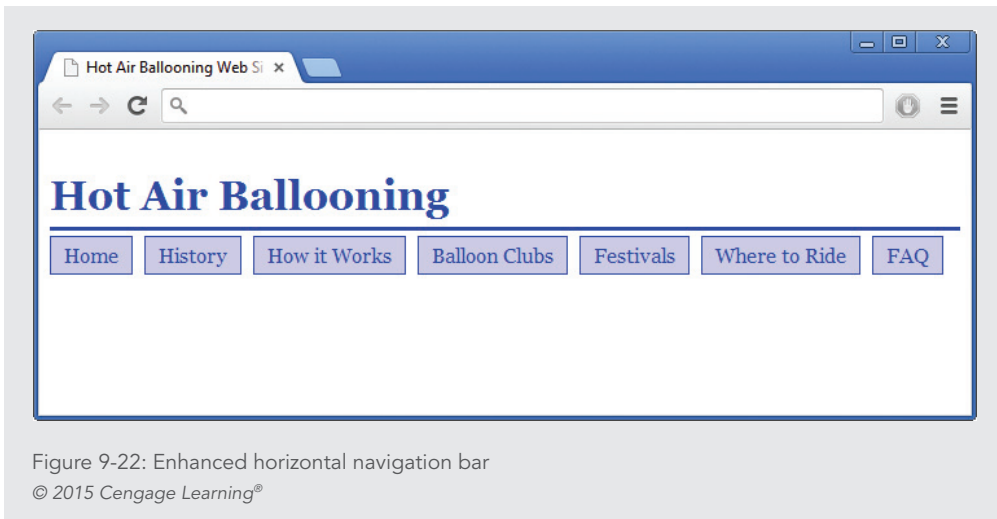 Hot Air Ballooning Web Si
Hot Air Ballooning
Home History How it Works Balloon Clubs Festivals Where to Ride FAQ
Figure 9-22: Enhanced horizontal navigation bar
© 2015 Cengage Learning®